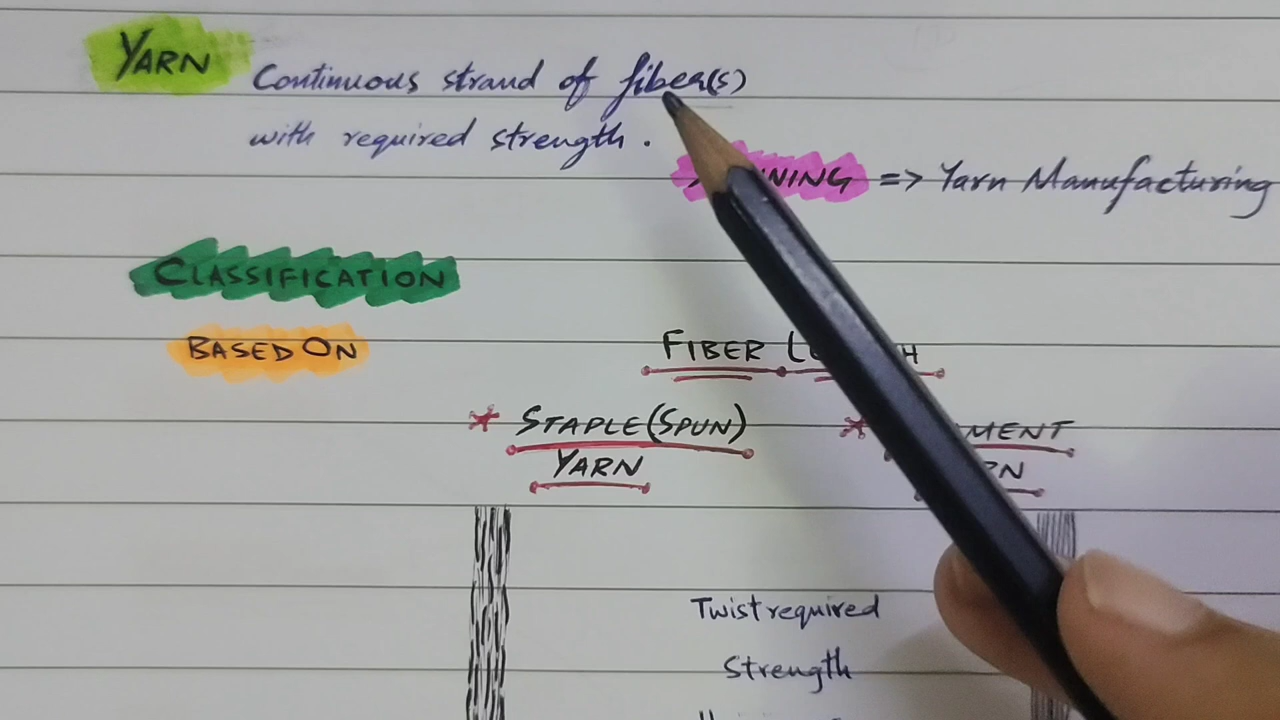 YARN Continuous strand of fiber(s)
with required strength.
=> Yarn Manufacturing
CLASSIFICATION
BASED ON
FIBER
* STAPLE (SPUN)
YARN
*
Twist required
Strength